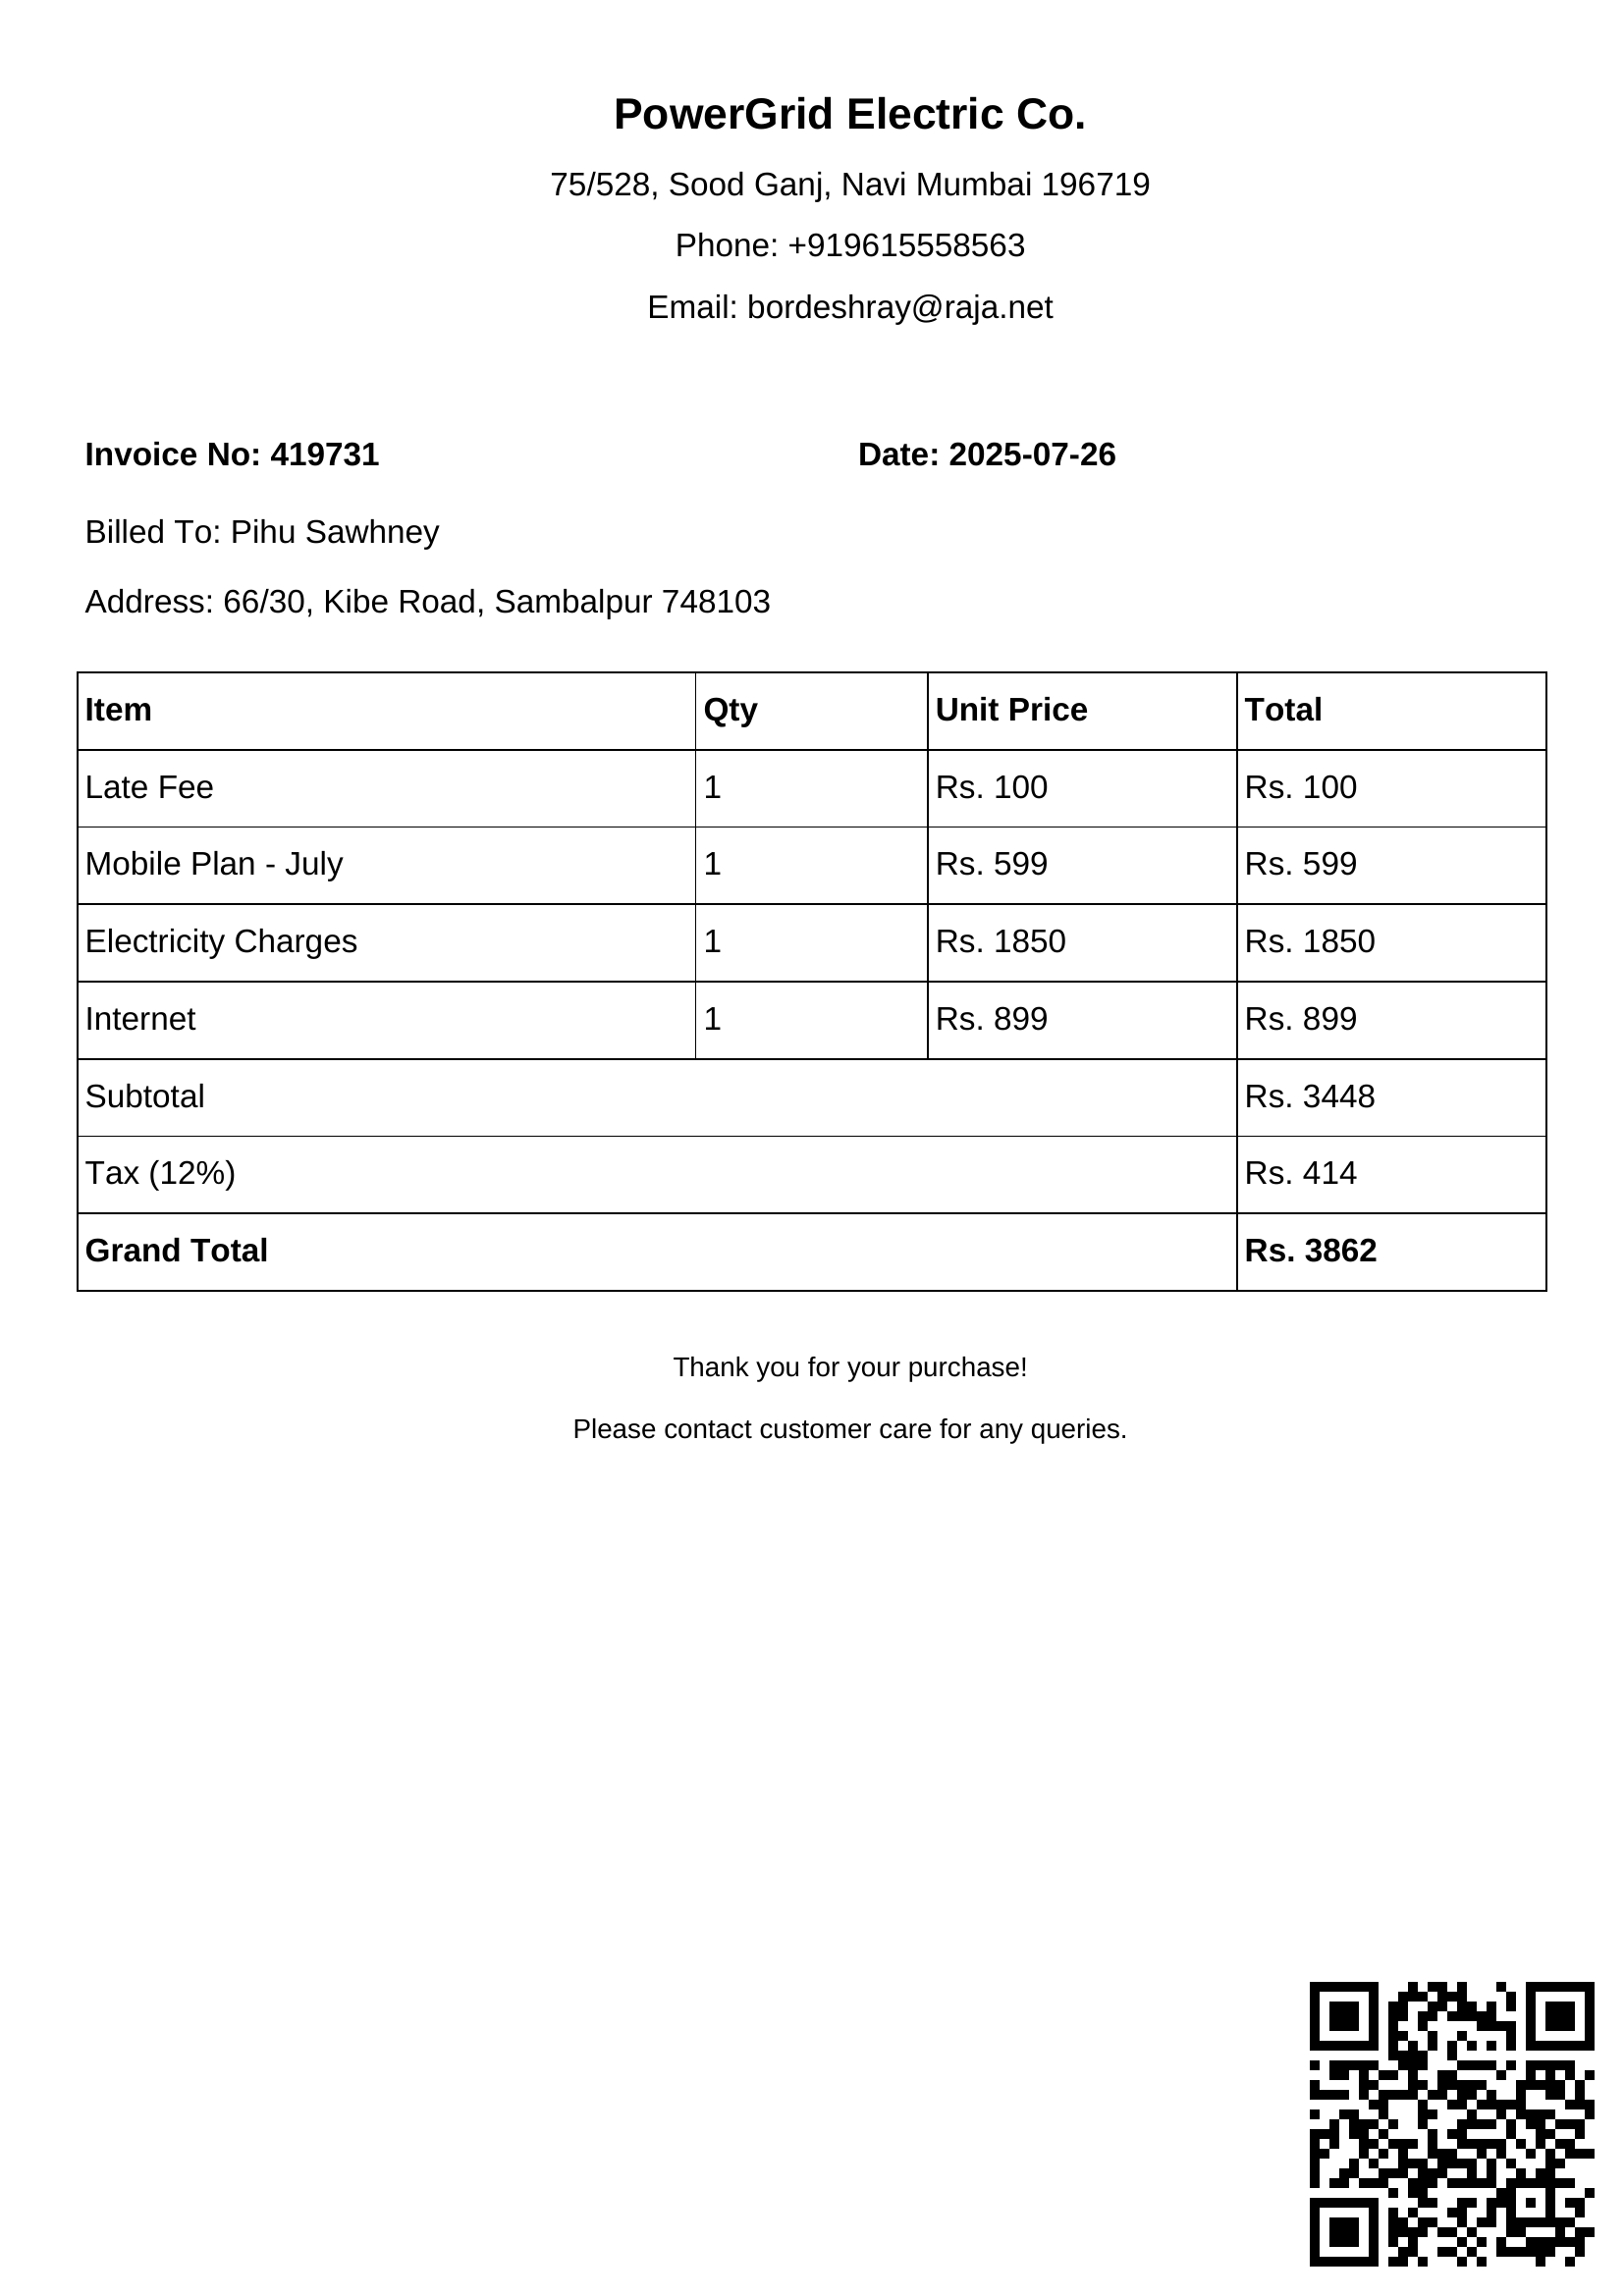 PowerGrid Electric Co.
75/528, Sood Ganj, Navi Mumbai 196719
Phone: +919615558563
Email: bordeshray@raja.net
Invoice No: 419731 Date: 2025-07-26
Billed To: Pihu Sawhney
Address: 66/30, Kibe Road, Sambalpur 748103
Item Qty Unit Price Total
Late Fee 1 Rs. 100 Rs. 100
Mobile Plan - July 1 Rs. 599 Rs. 599
Electricity Charges 1 Rs. 1850 Rs. 1850
Internet 1 Rs. 899 Rs. 899
Subtotal Rs. 3448
Tax (12%) Rs. 414
Grand Total Rs. 3862
Thank you for your purchase!
Please contact customer care for any queries.